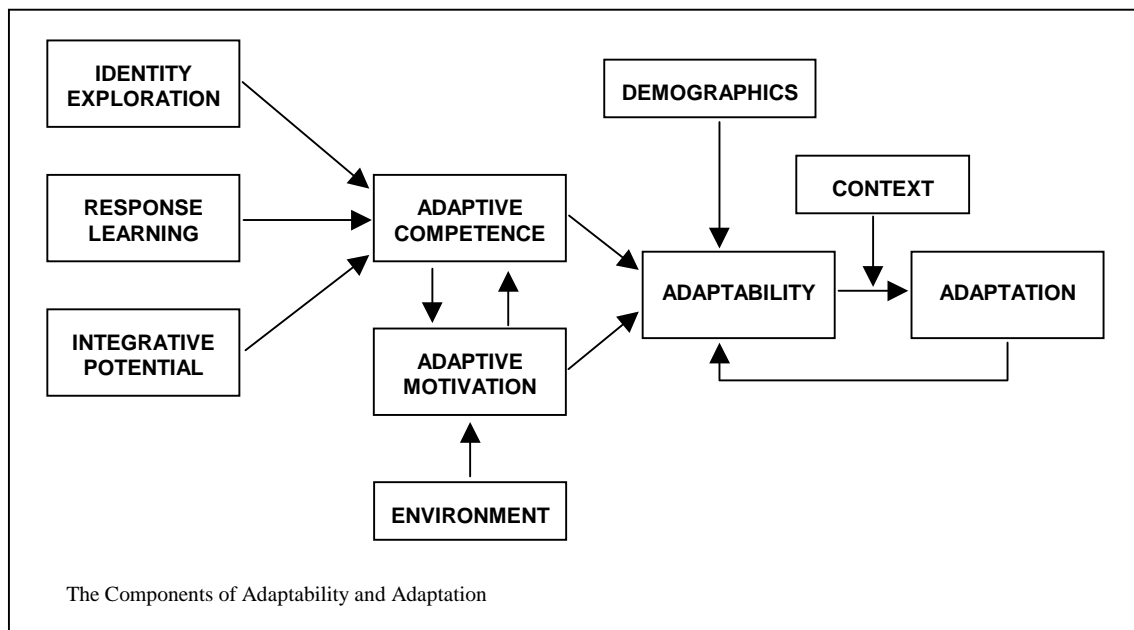 IDENTITY
EXPLORATION
RESPONSE
LEARNING
INTEGRATIVE
POTENTIAL
ADAPTIVE
COMPETENCE
ADAPTIVE
MOTIVATION
ENVIRONMENT
DEMOGRAPHICS
CONTEXT
ADAPTABILITY
ADAPTATION
The Components of Adaptability and Adaptation